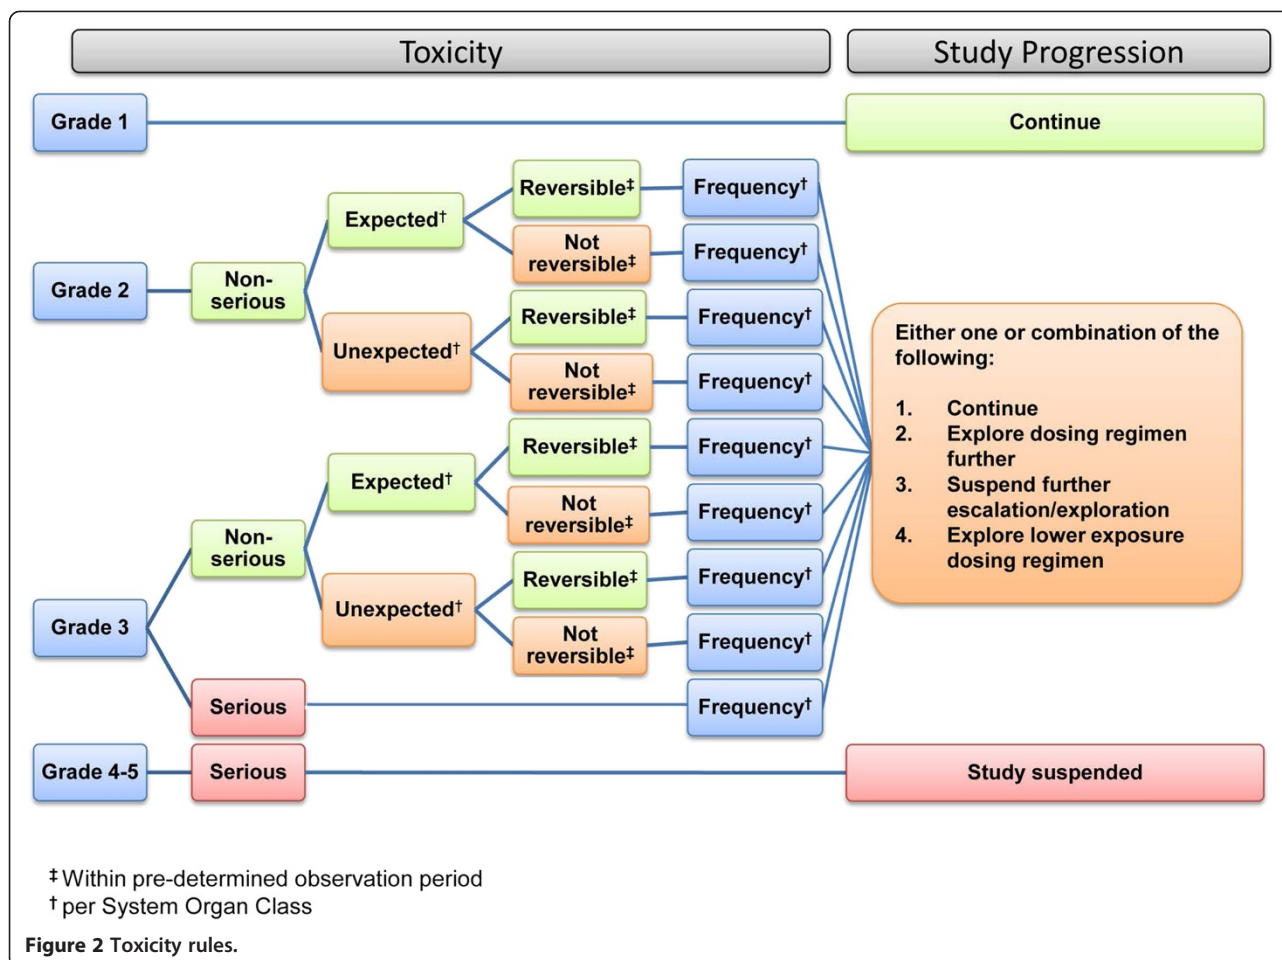 Toxicity
Study Progression
Grade 1
Continue
Grade 2
Non-
serious
Expected†
Reversible‡
Frequency†
Not
reversible‡
Frequency†
Unexpected†
Reversible‡
Frequency†
Not
reversible‡
Frequency†
Grade 3
Non-
serious
Expected†
Reversible‡
Frequency†
Not
reversible‡
Frequency†
Unexpected†
Reversible‡
Frequency†
Not
reversible‡
Frequency†
Serious
Frequency†
Either one or combination of the
following:
1. Continue
2. Explore dosing regimen
further
3. Suspend further
escalation/exploration
4. Explore lower exposure
dosing regimen
Grade 4-5
Serious
Study suspended
‡ Within pre-determined observation period
† per System Organ Class
Figure 2 Toxicity rules.